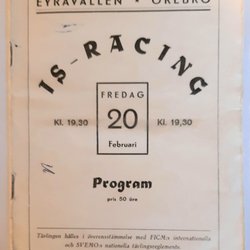 EYRAVALLEN • ÖREBRO
IS-RACING
FREDAG
Kl. 19,30 20 Kl. 19,30
Februari
Program
pris 50 öre
Tävlingen hålles i överensstämmelse med FICM:s internationella
och SVEMO:s nationella tävlingsreglemente.